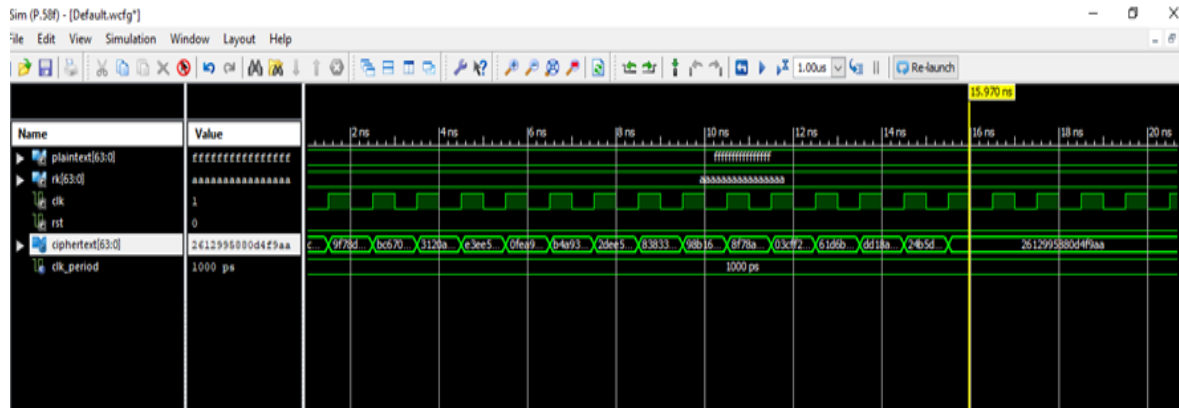 Sim (P.58f) - [Default.wcfg*]
File Edit View Simulation Window Layout Help
1.00us Re-launch
15.970 ns
Name Value 2 ns 4 ns 6 ns 8 ns 10 ns 12 ns 14 ns 16 ns 18 ns 20 ns
plaintext[63:0] ffffffffffffffff ffffffffffffffff
rk[63:0] aaaaaaaaaaaaaaaa aaaaaaaaaaaaaaaa
clk 1
rst 0
ciphertext[63:0] 2612995880d4f9aa c... 9f78d... bc670... 3120a... e3ee5... 0fea9... b4a93... 2dee5... 83833... 98b16... 8f78a... 03cff2... 61d6b... dd18a... 24b5d... 2612995880d4f9aa
clk_period 1000 ps 1000 ps